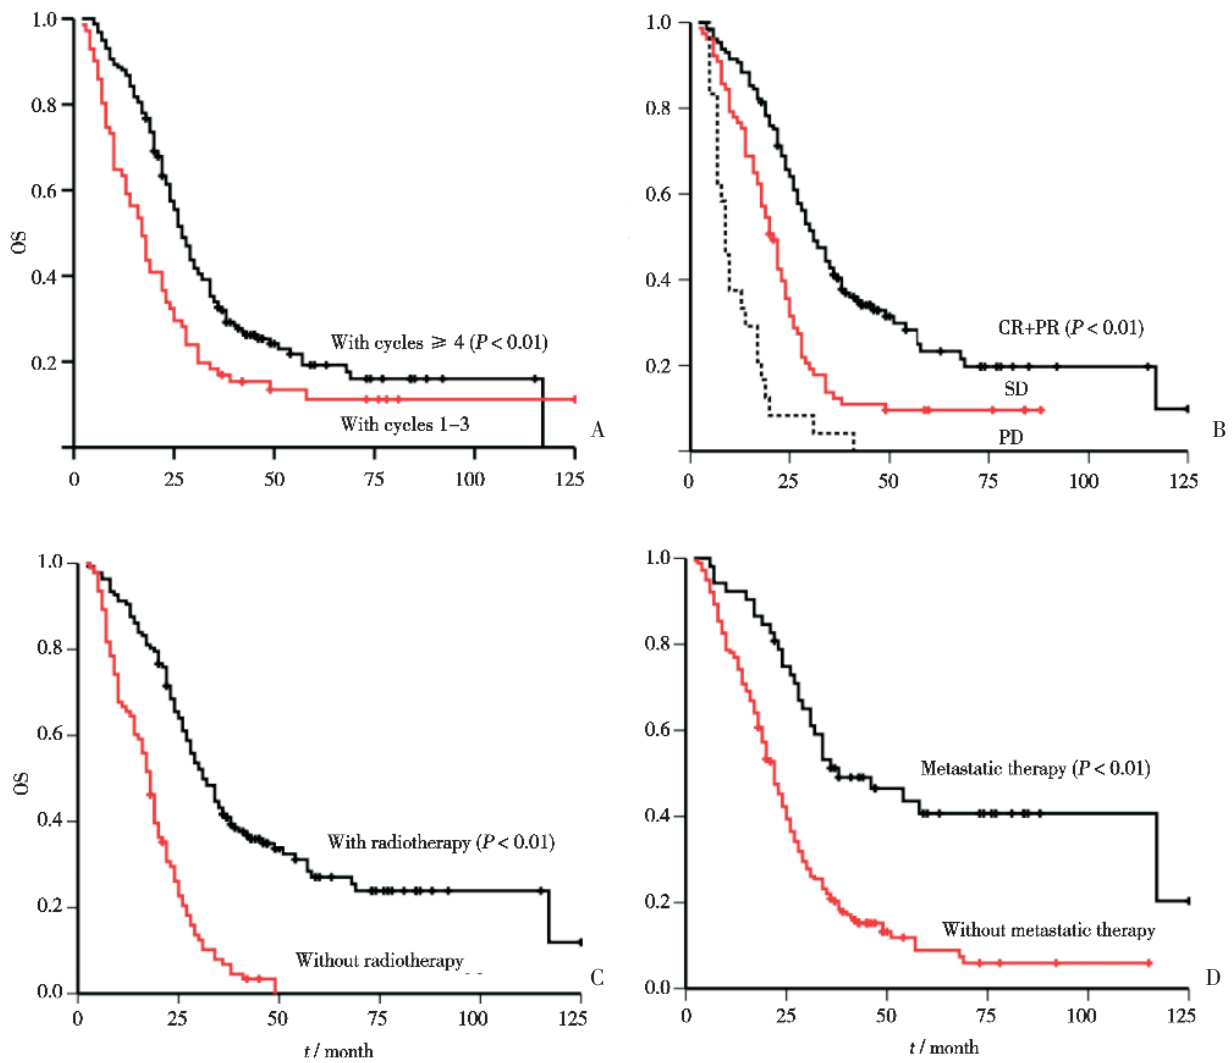 1.0
0.8
0.6
0.4
0.2
OS
With cycles ⩾ 4 (P < 0.01)
With cycles 1–3
A
0
25
50
75
100
125
1.0
0.8
0.6
0.4
0.2
CR+PR (P < 0.01)
SD
PD
B
0
25
50
75
100
125
1.0
0.8
0.6
0.4
0.2
0.0
OS
With radiotherapy (P < 0.01)
Without radiotherapy
C
0
25
50
75
100
125
t / month
1.0
0.8
0.6
0.4
0.2
0.0
Metastatic therapy (P < 0.01)
Without metastatic therapy
D
0
25
50
75
100
125
t / month